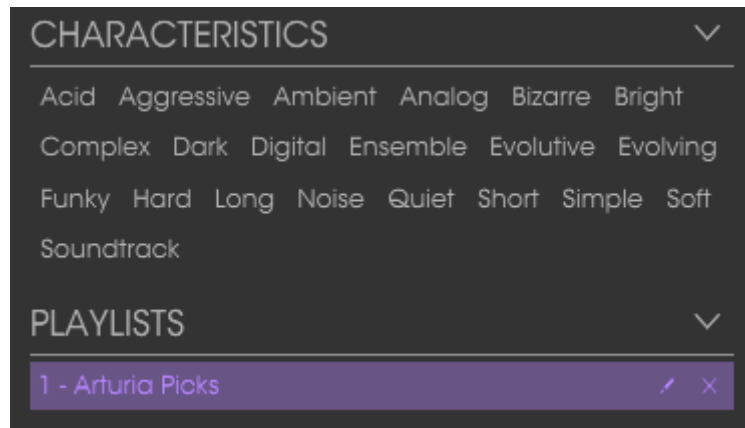 CHARACTERISTICS
Acid Aggressive Ambient Analog Bizarre Bright
Complex Dark Digital Ensemble Evolutive Evolving
Funky Hard Long Noise Quiet Short Simple Soft
Soundtrack
PLAYLISTS
1 - Arturia Picks